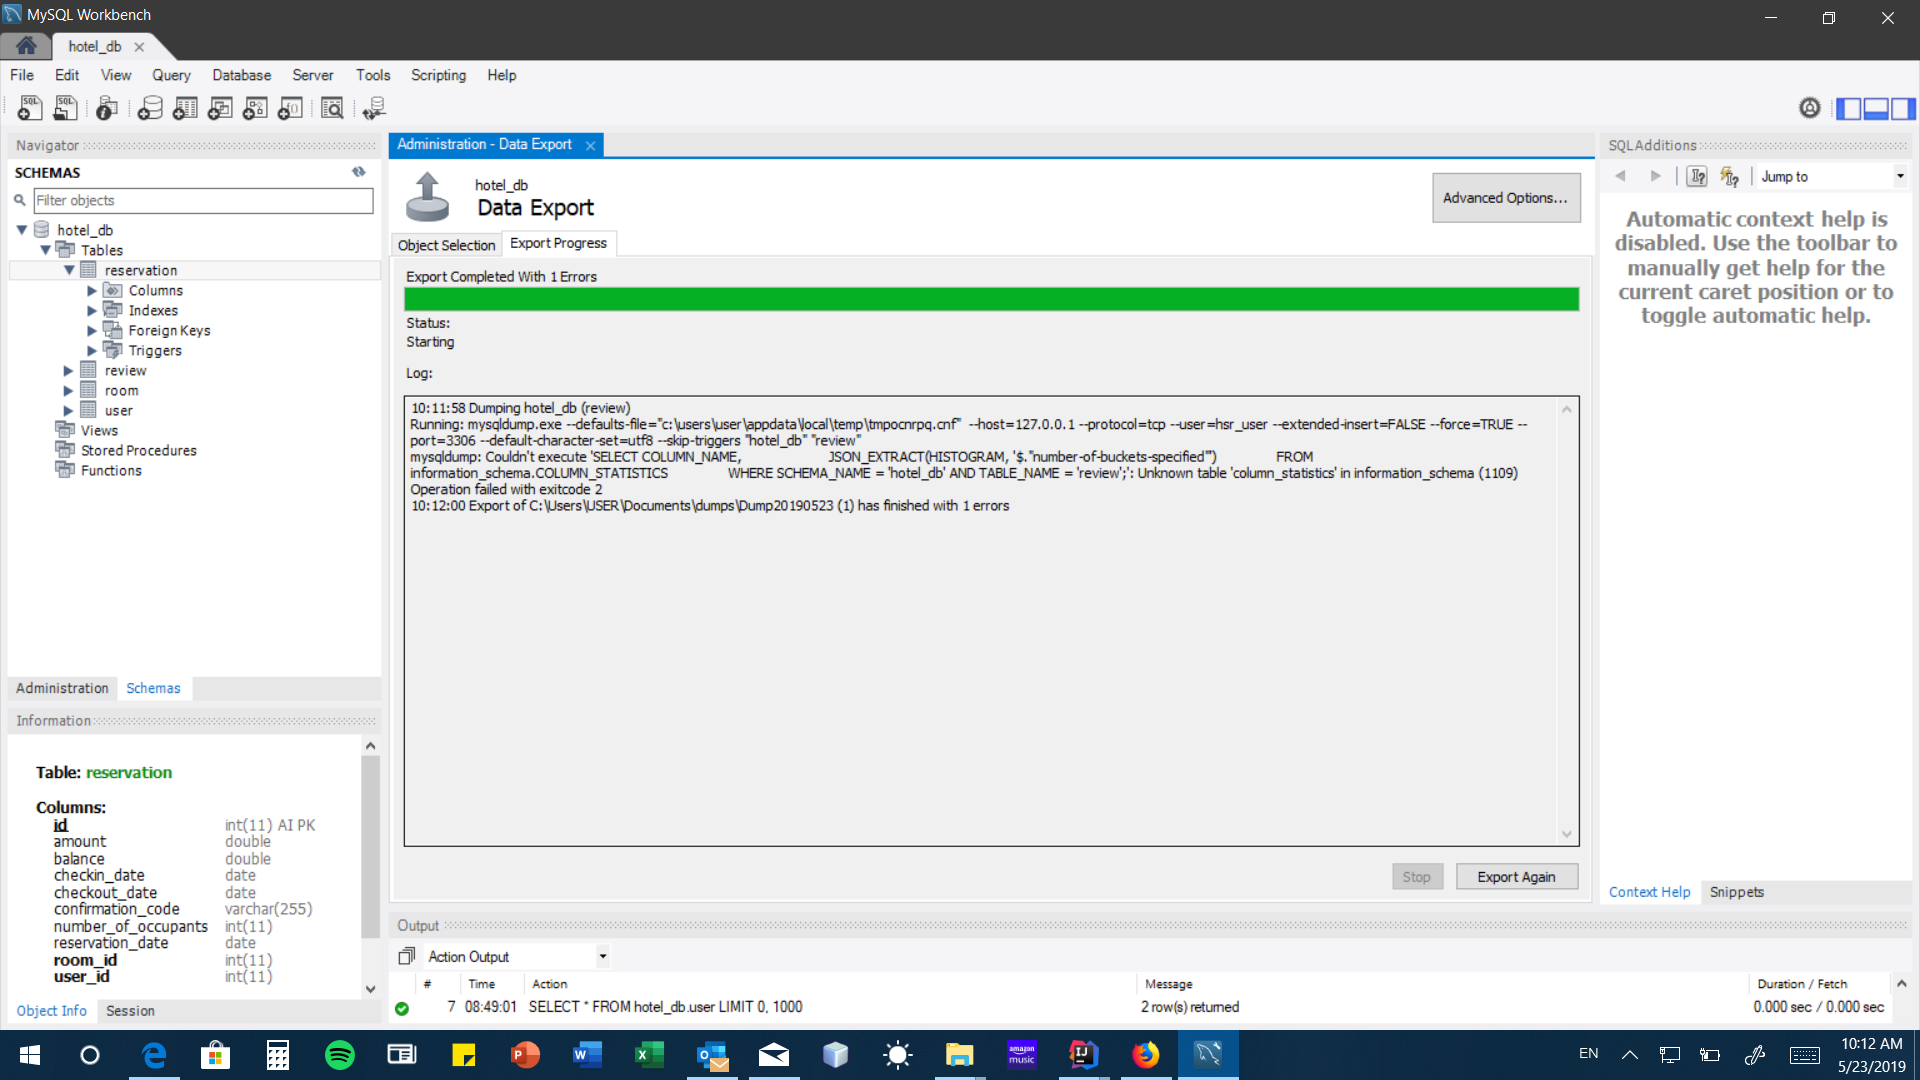 MySQL Workbench
hotel_db
File Edit View Query Database Server Tools Scripting Help
Navigator
SCHEMAS
Filter objects
hotel_db
Tables
reservation
Columns
Indexes
Foreign Keys
Triggers
review
room
user
Views
Stored Procedures
Functions
Administration Schemas
Information
Table: reservation
Columns:
id int(11) AI PK
amount double
balance double
checkin_date date
checkout_date date
confirmation_code varchar(255)
number_of_occupants int(11)
reservation_date date
room_id int(11)
user_id int(11)
Object Info Session
Administration - Data Export
hotel_db
Data Export
Advanced Options...
Object Selection Export Progress
Export Completed With 1 Errors
Status:
Starting
Log:
10:11:58 Dumping hotel_db (review)
Running: mysqldump.exe --defaults-file="c:\users\user\appdata\local\temp\tmpocnrpq.cnf" --host=127.0.0.1 --protocol=tcp --user=hsr_user --extended-insert=FALSE --force=TRUE --
port=3306 --default-character-set=utf8 --skip-triggers "hotel_db" "review"
mysqldump: Couldn't execute 'SELECT COLUMN_NAME, JSON_EXTRACT(HISTOGRAM, '$."number-of-buckets-specified"') FROM
information_schema.COLUMN_STATISTICS WHERE SCHEMA_NAME = 'hotel_db' AND TABLE_NAME = 'review';': Unknown table 'column_statistics' in information_schema (1109)
Operation failed with exitcode 2
10:12:00 Export of C:\Users\USER\Documents\dumps\Dump20190523 (1) has finished with 1 errors
Stop Export Again
Output
Action Output
# Time Action Message Duration / Fetch
7 08:49:01 SELECT * FROM hotel_db.user LIMIT 0, 1000 2 row(s) returned 0.000 sec / 0.000 sec
SQLAdditions
Jump to
Automatic context help is
disabled. Use the toolbar to
manually get help for the
current caret position or to
toggle automatic help.
Context Help Snippets
amazon
music
EN
10:12 AM
5/23/2019